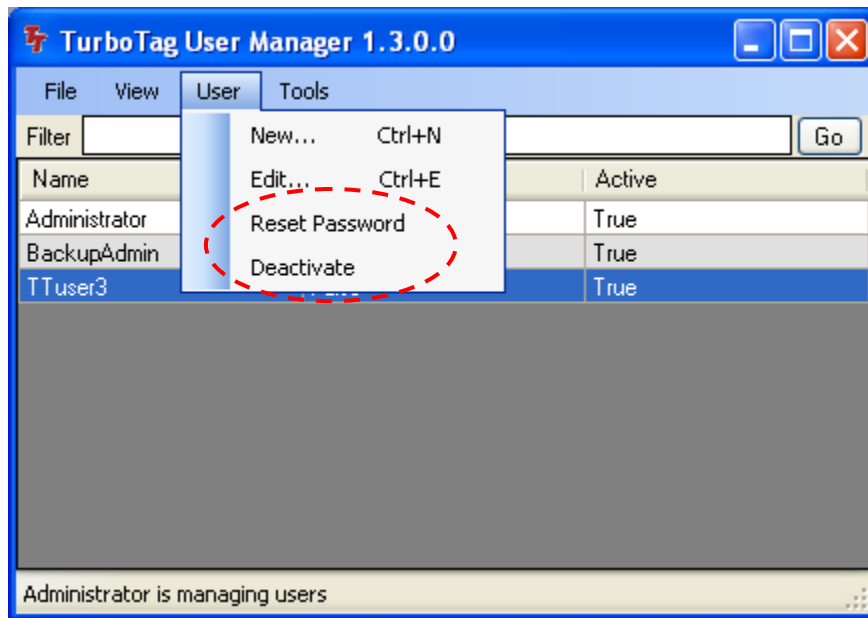 TurboTag User Manager 1.3.0.0
File View User Tools
Filter Go
New... Ctrl+N
Edit... Ctrl+E
Reset Password
Deactivate
Name Active
Administrator True
BackupAdmin True
TTuser3 True
Administrator is managing users